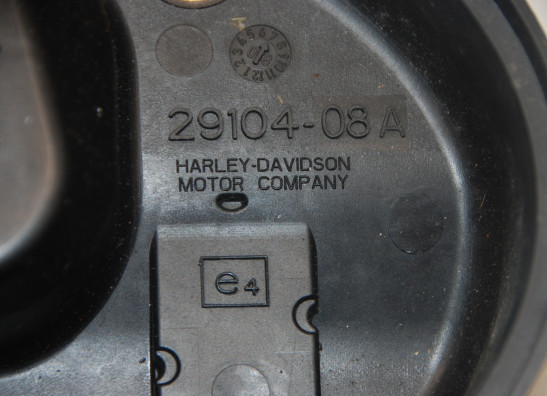 29104-08 A
HARLEY-DAVIDSON
MOTOR COMPANY
e4